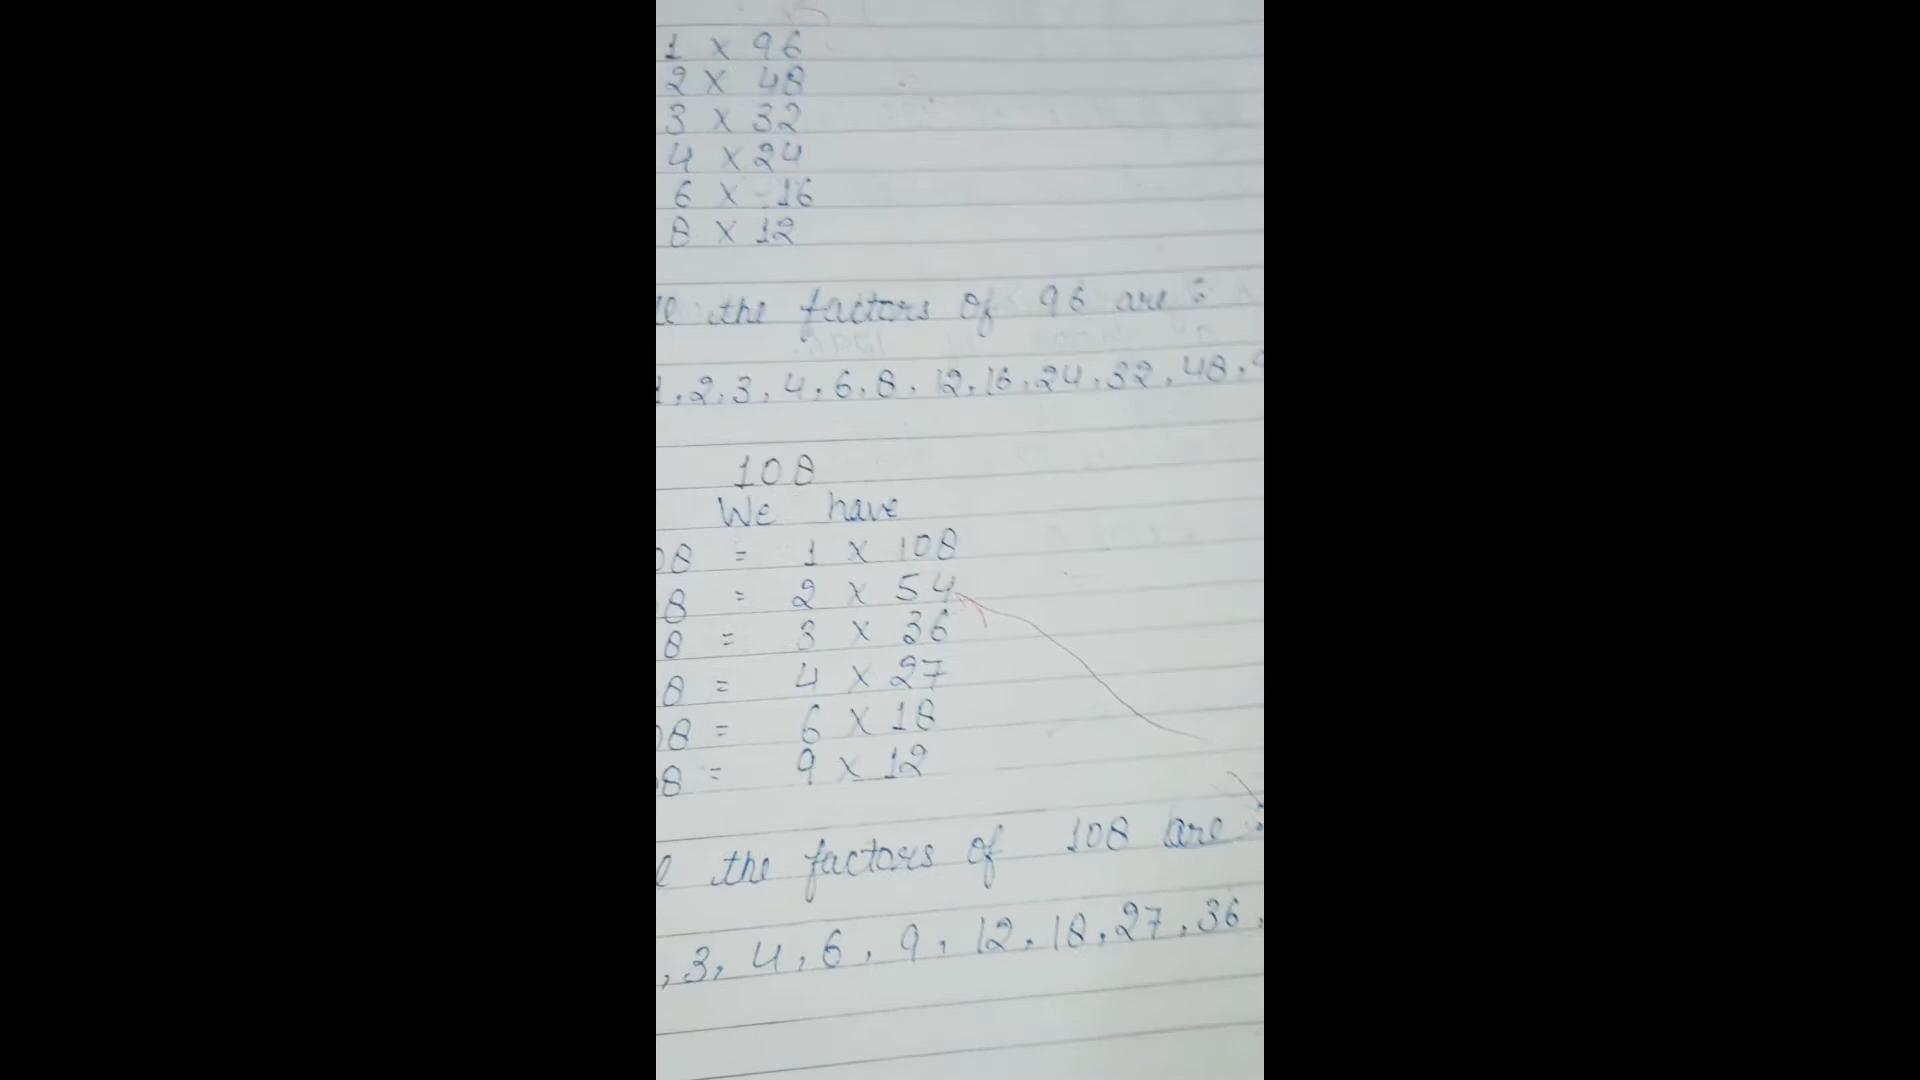 1 × 96
2 × 48
3 × 32
4 × 24
6 × 16
8 × 12
the factors of 96 are :
1, 2, 3, 4, 6, 8, 12, 16, 24, 32, 48,
108
We have
08 = 1 × 108
8 = 2 × 54
8 = 3 × 36
8 = 4 × 27
08 = 6 × 18
8 = 9 × 12
the factors of 108 are :
, 3, 4, 6, 9, 12, 18, 27, 36,